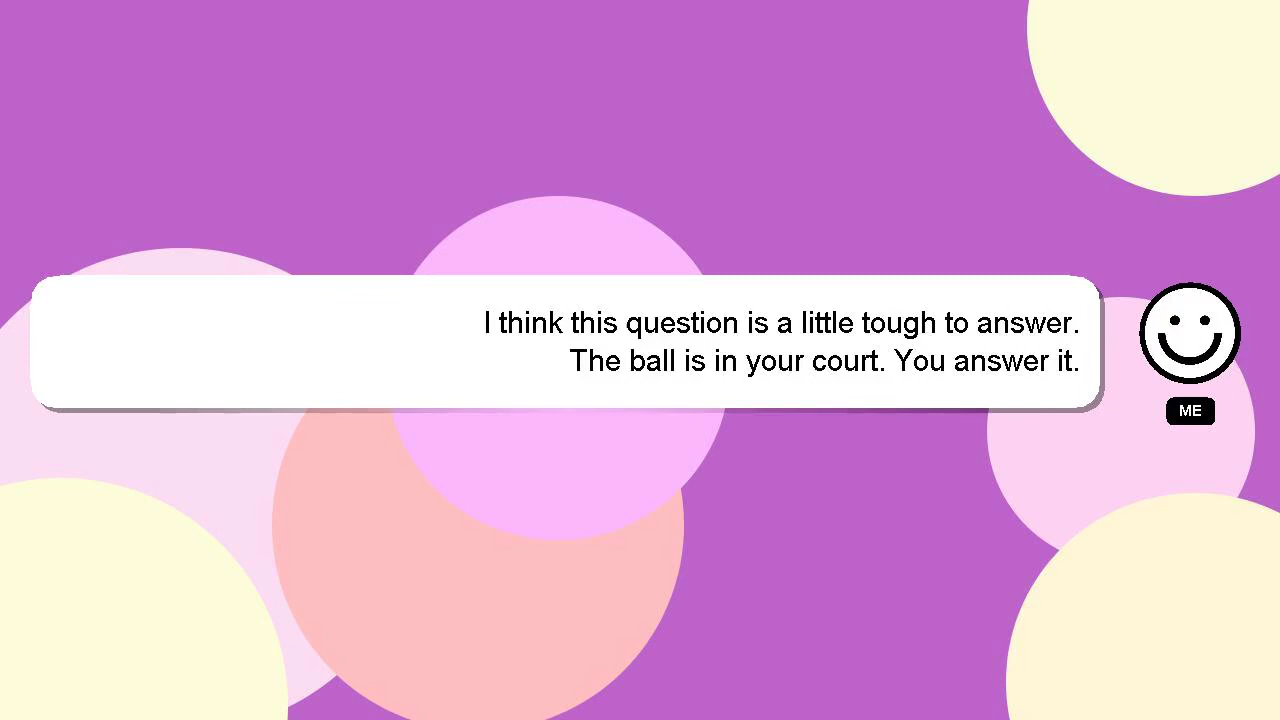 I think this question is a little tough to answer.
The ball is in your court. You answer it.
ME